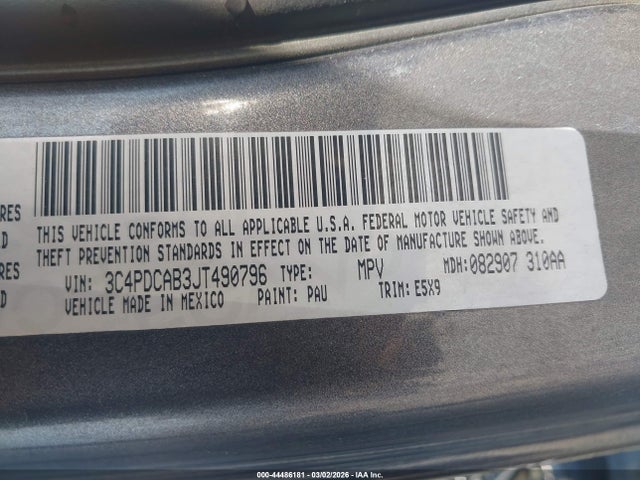 RES
THIS VEHICLE CONFORMS TO ALL APPLICABLE U.S.A. FEDERAL MOTOR VEHICLE SAFETY AND
D
THEFT PREVENTION STANDARDS IN EFFECT ON THE DATE OF MANUFACTURE SHOWN ABOVE.
RES
VIN: 3C4PDCAB3JT490796 TYPE: MPV MDH:082907 310AA
D
VEHICLE MADE IN MEXICO PAINT: PAU TRIM: E5X9
000-44486181 - 03/02/2026 - IAA Inc.